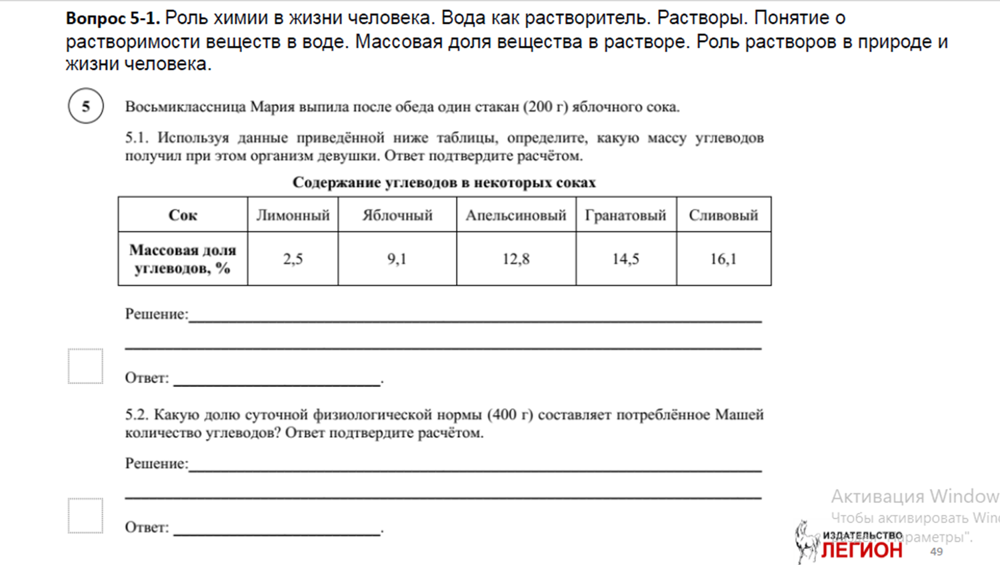 Вопрос 5-1. Роль химии в жизни человека. Вода как растворитель. Растворы. Понятие о
растворимости веществ в воде. Массовая доля вещества в растворе. Роль растворов в природе и
жизни человека.
5
Восьмиклассница Мария выпила после обеда один стакан (200 г) яблочного сока.
5.1. Используя данные приведённой ниже таблицы, определите, какую массу углеводов
получил при этом организм девушки. Ответ подтвердите расчётом.
Содержание углеводов в некоторых соках
Сок Лимонный Яблочный Апельсиновый Гранатовый Сливовый
Массовая доля
углеводов, % 2,5 9,1 12,8 14,5 16,1
Решение:
Ответ: .
5.2. Какую долю суточной физиологической нормы (400 г) составляет потреблённое Машей
количество углеводов? Ответ подтвердите расчётом.
Решение:
Ответ: .
Активация Window
Чтобы активировать Win
параметры".
ИЗДАТЕЛЬСТВО
ЛЕГИОН
49